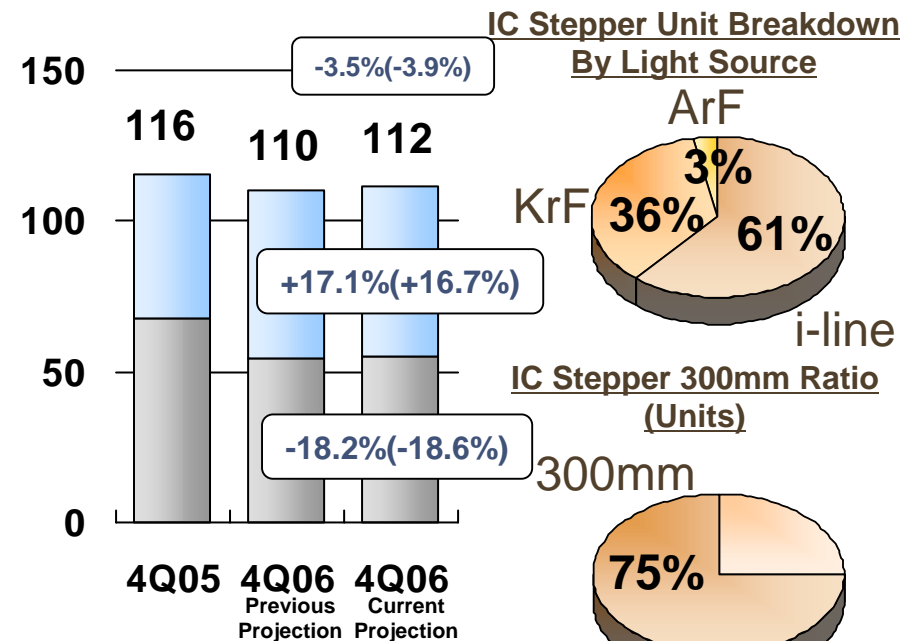 150
100
50
0
116
110
112
-3.5%(-3.9%)
+17.1%(+16.7%)
-18.2%(-18.6%)
4Q05
4Q06
Previous
Projection
4Q06
Current
Projection
IC Stepper Unit Breakdown
By Light Source
ArF
3%
KrF
36%
61%
i-line
IC Stepper 300mm Ratio
(Units)
300mm
75%